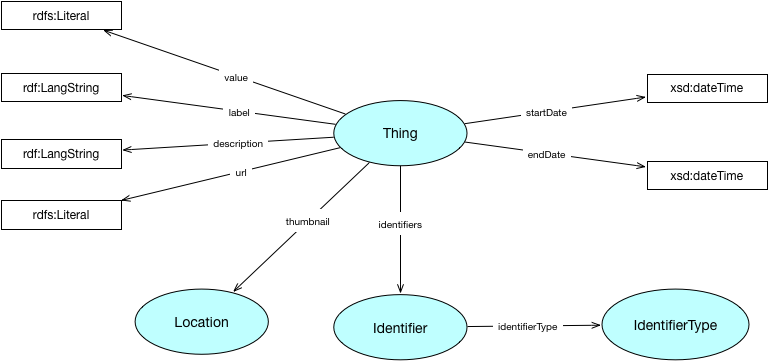 rdfs:Literal
value
rdf:LangString
xsd:dateTime
label
startDate
Thing
description
rdf:LangString
endDate
url
xsd:dateTime
rdfs:Literal
thumbnail
identifiers
Location
Identifier
identifierType
IdentifierType